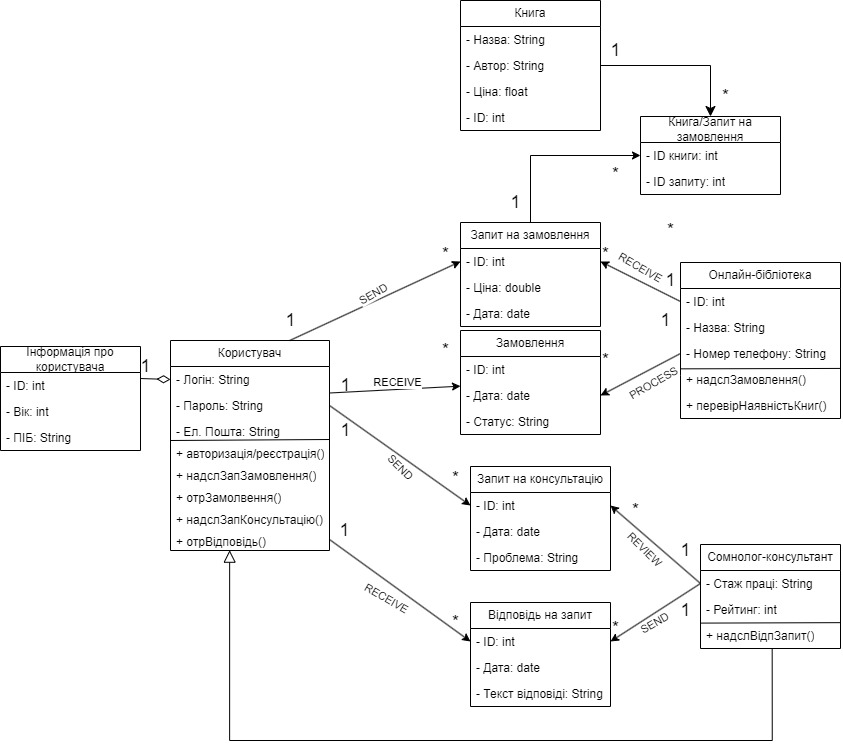 Книга
- Назва: String
- Автор: String
- Ціна: float
- ID: int
1
*
Книга/Запит на
замовлення
- ID книги: int
- ID запиту: int
*
1
Запит на замовлення
- ID: int
- Ціна: double
- Дата: date
*
*
*
RECEIVE
1
Онлайн-бібліотека
- ID: int
- Назва: String
- Номер телефону: String
+ надслЗамовлення()
+ перевірНаявністьКниг()
1
PROCESS
*
SEND
1
Замовлення
- ID: int
- Дата: date
- Статус: String
*
RECEIVE
1
Інформація про
користувача
- ID: int
- Вік: int
- ПІБ: String
1
Користувач
- Логін: String
- Пароль: String
- Ел. Пошта: String
+ авторизація/реєстрація()
+ надслЗапЗамовлення()
+ отрЗамолвення()
+ надслЗапКонсультацію()
+ отрВідповідь()
1
SEND
*
Запит на консультацію
- ID: int
- Дата: date
- Проблема: String
*
REVIEW
1
Сомнолог-консультант
- Стаж праці: String
- Рейтинг: int
+ надслВідпЗапит()
1
SEND
*
1
RECEIVE
*
Відповідь на запит
- ID: int
- Дата: date
- Текст відповіді: String